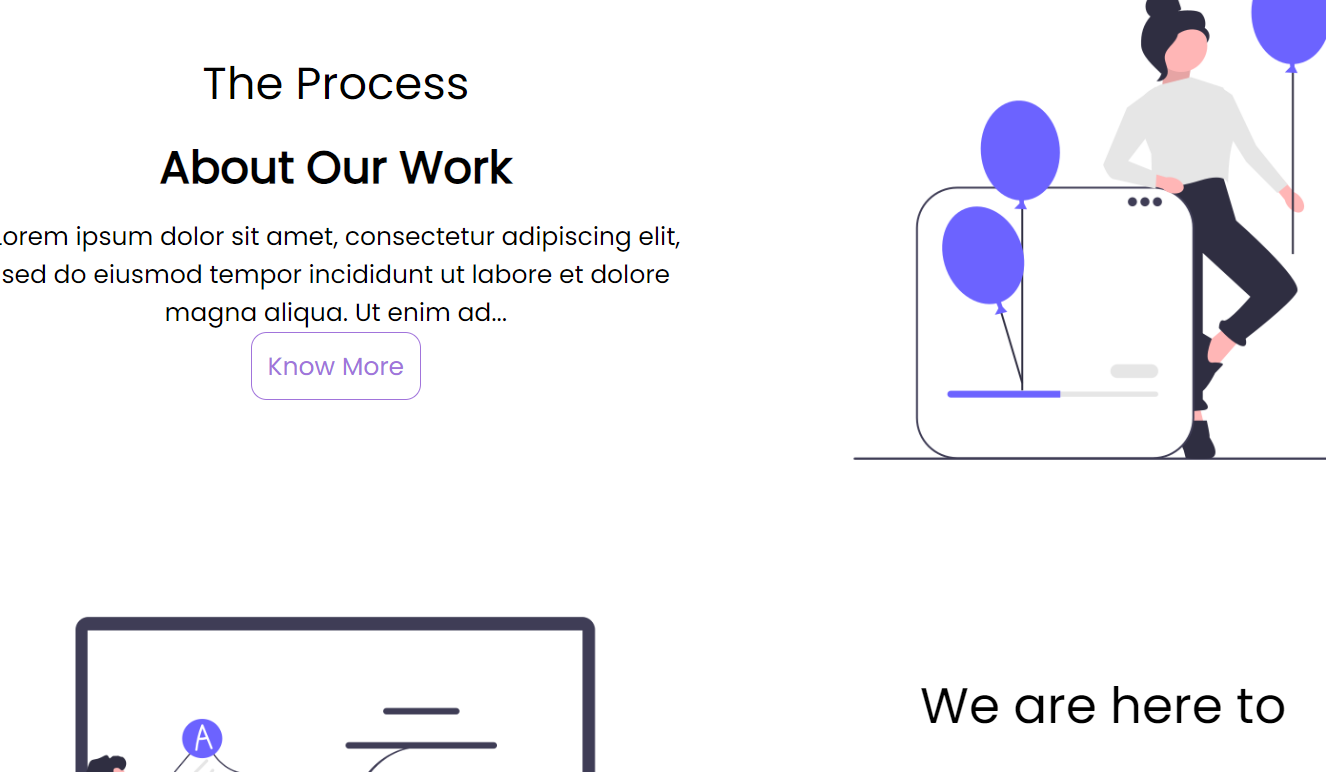 The Process
About Our Work
Lorem ipsum dolor sit amet, consectetur adipiscing elit,
sed do eiusmod tempor incididunt ut labore et dolore
magna aliqua. Ut enim ad...
Know More
A
We are here to